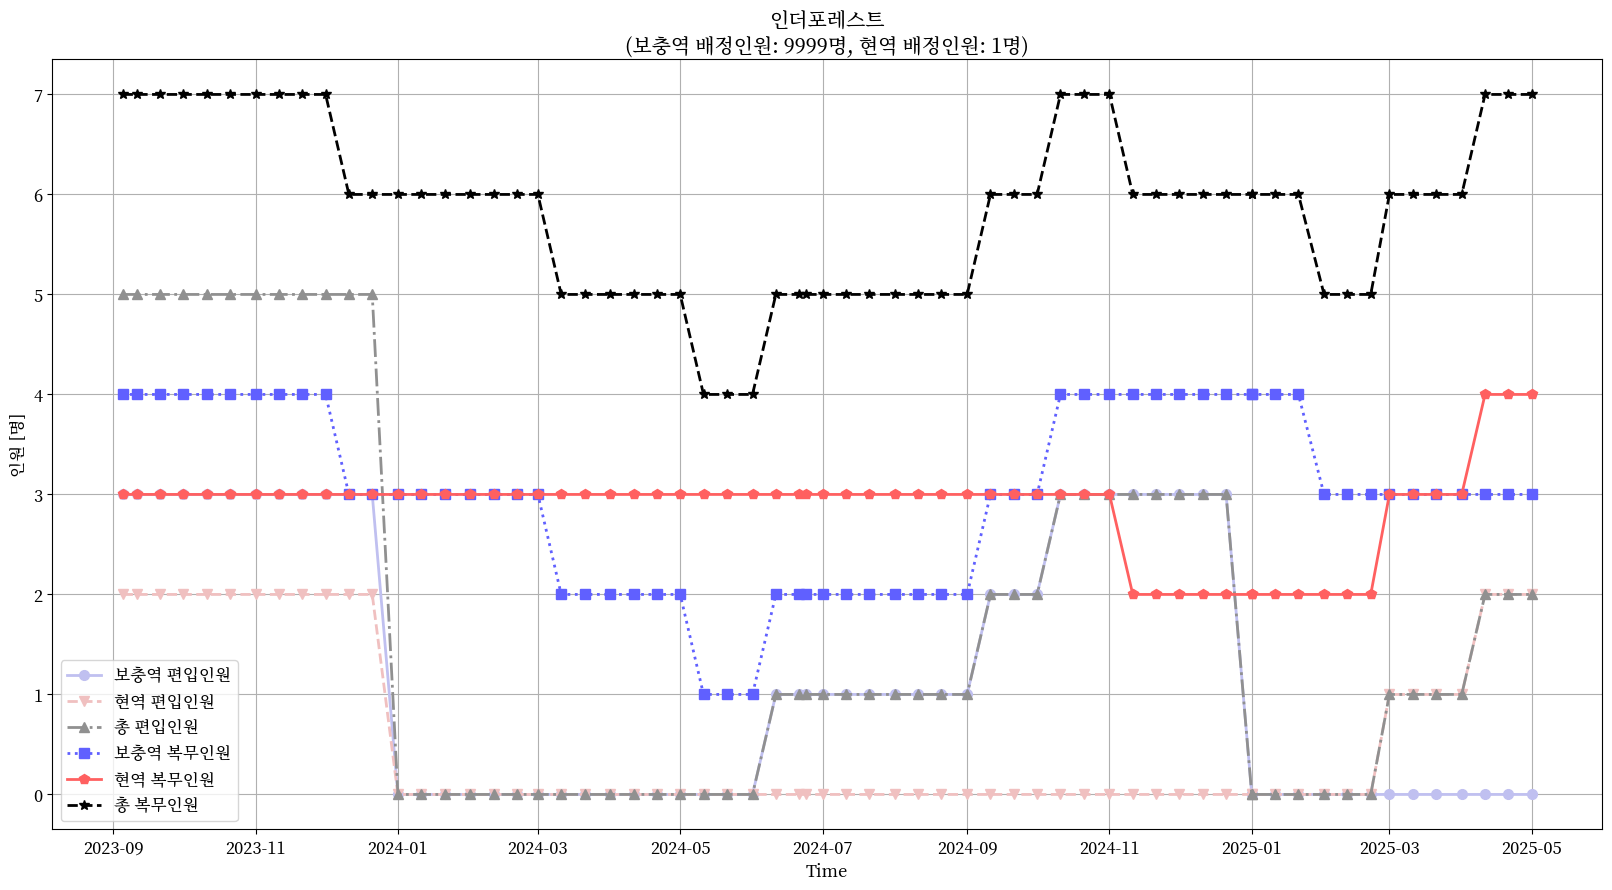 인더포레스트
(보충역 배정인원: 9999명, 현역 배정인원: 1명)
인원 [명]
7
6
5
4
3
2
1
0
보충역 편입인원
현역 편입인원
총 편입인원
보충역 복무인원
현역 복무인원
총 복무인원
2023-09
2023-11
2024-01
2024-03
2024-05
2024-07
2024-09
2024-11
2025-01
2025-03
2025-05
Time